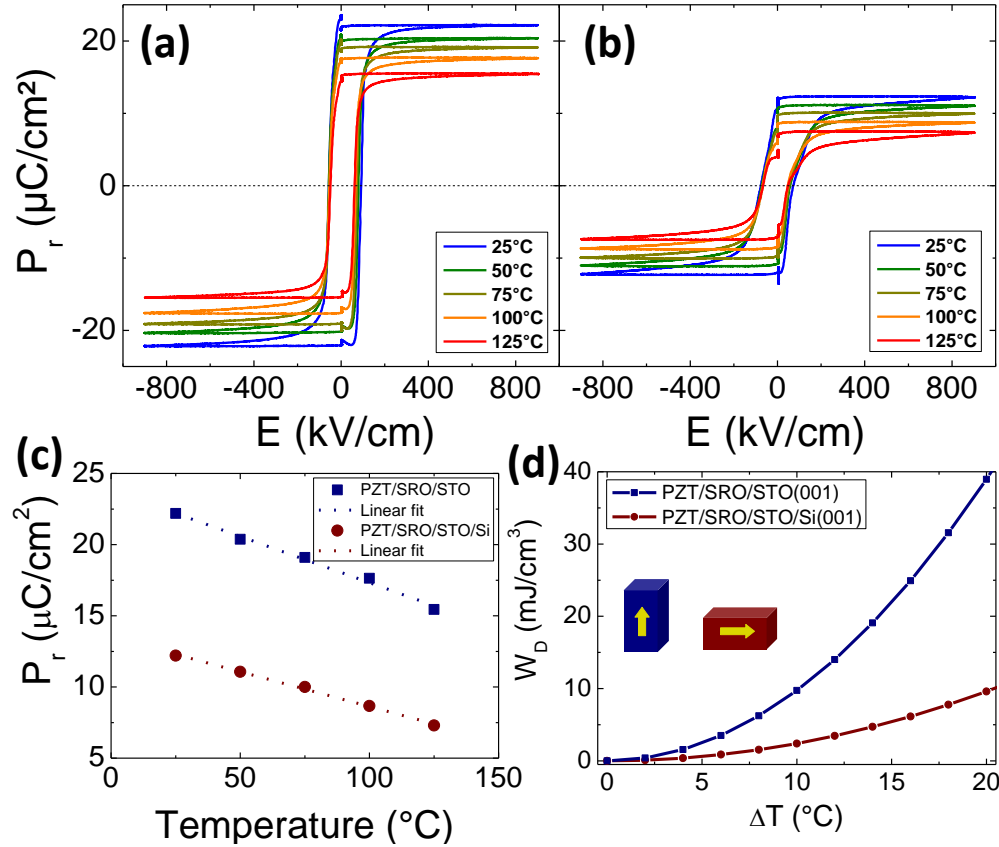 (a)
(b)
P_r (µC/cm²)
20
0
-20
25°C
50°C
75°C
100°C
125°C
25°C
50°C
75°C
100°C
125°C
-800 -400 0 400 800
-800 -400 0 400 800
E (kV/cm)
E (kV/cm)
(c)
(d)
P_r (µC/cm²)
25
20
15
10
5
PZT/SRO/STO
Linear fit
PZT/SRO/STO/Si
Linear fit
0 50 100 150
Temperature (°C)
W_D (mJ/cm³)
40
30
20
10
0
PZT/SRO/STO(001)
PZT/SRO/STO/Si(001)
0 5 10 15 20
ΔT (°C)